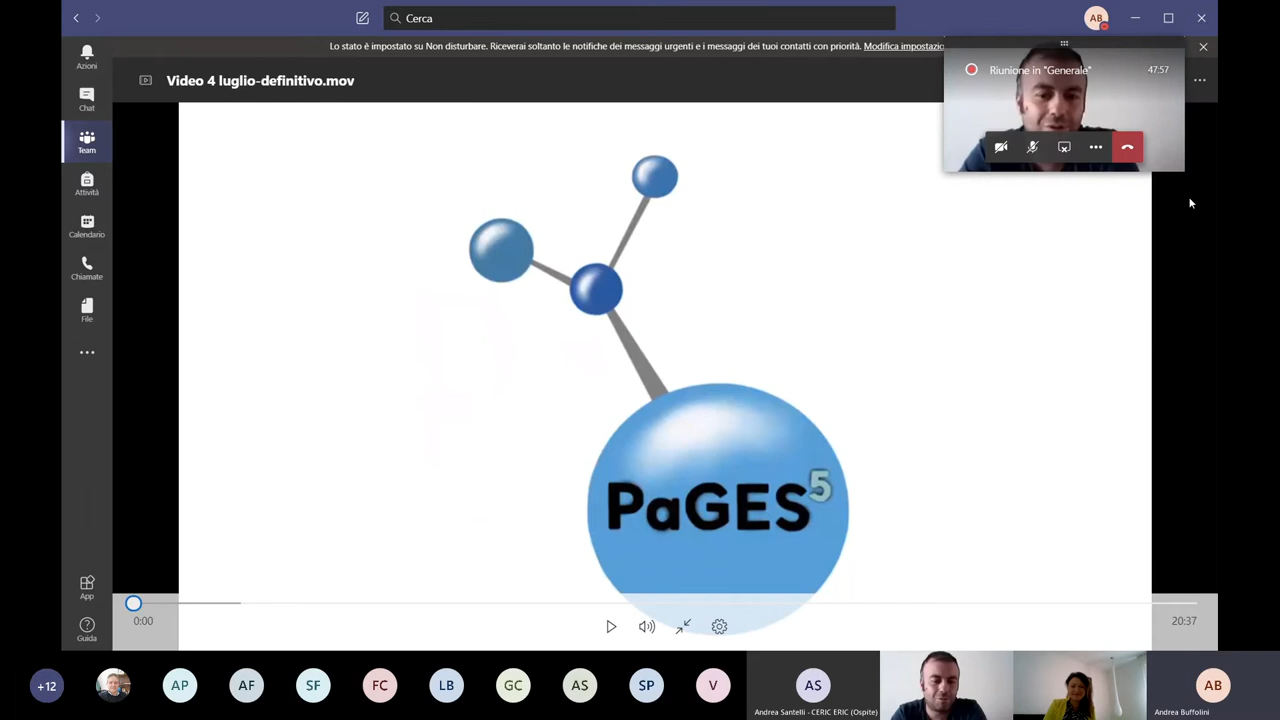 Cerca
AB
Lo stato è impostato su Non disturbare. Riceverai soltanto le notifiche dei messaggi urgenti e i messaggi dei tuoi contatti con priorità. Modifica impostazio
Azioni
Riunione in "Generale"
47:57
Video 4 luglio-definitivo.mov
Chat
Team
Attività
Calendario
Chiamate
File
PaGES5
App
0:00
20:37
Guida
+12
AP
AF
SF
FC
LB
GC
AS
SP
V
AS
AB
Andrea Santelli - CERIC ERIC (Ospite)
Andrea Buffolini